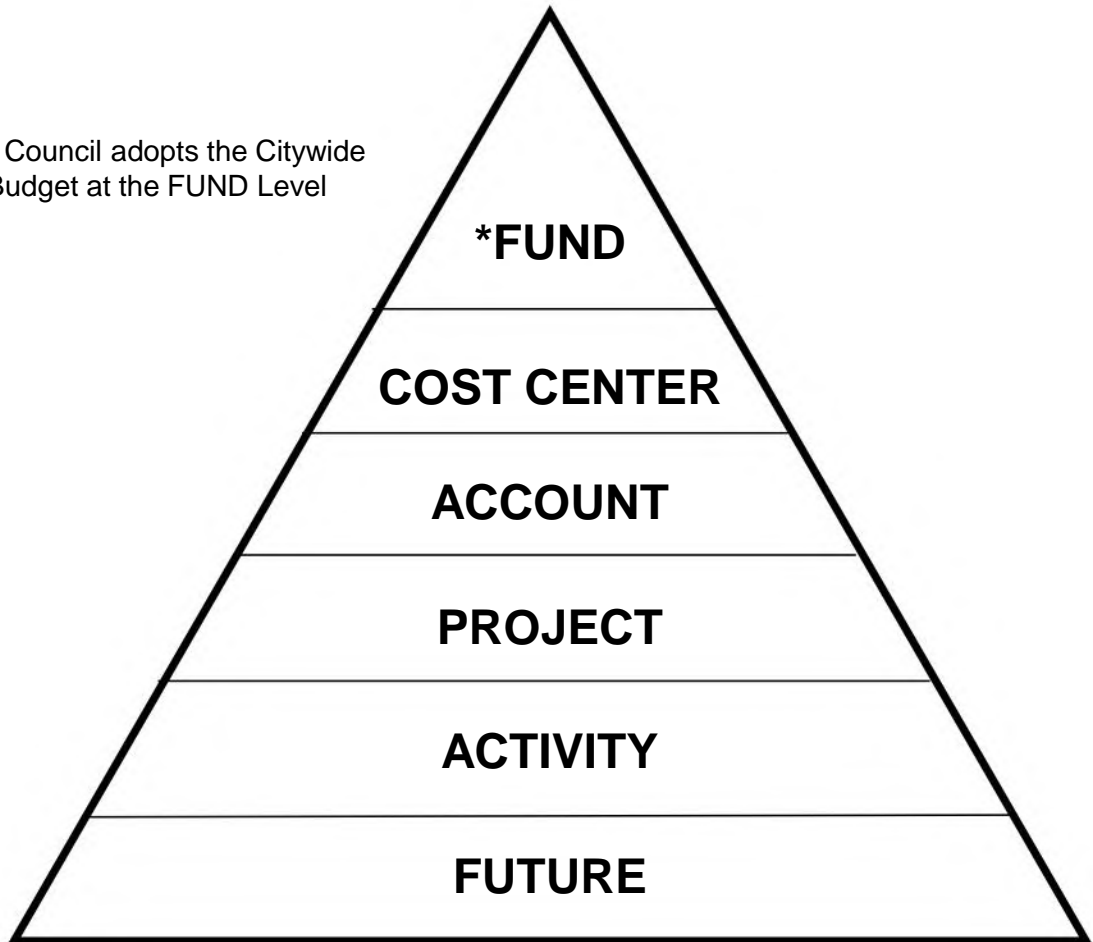 Council adopts the Citywide
Budget at the FUND Level
*FUND
COST CENTER
ACCOUNT
PROJECT
ACTIVITY
FUTURE